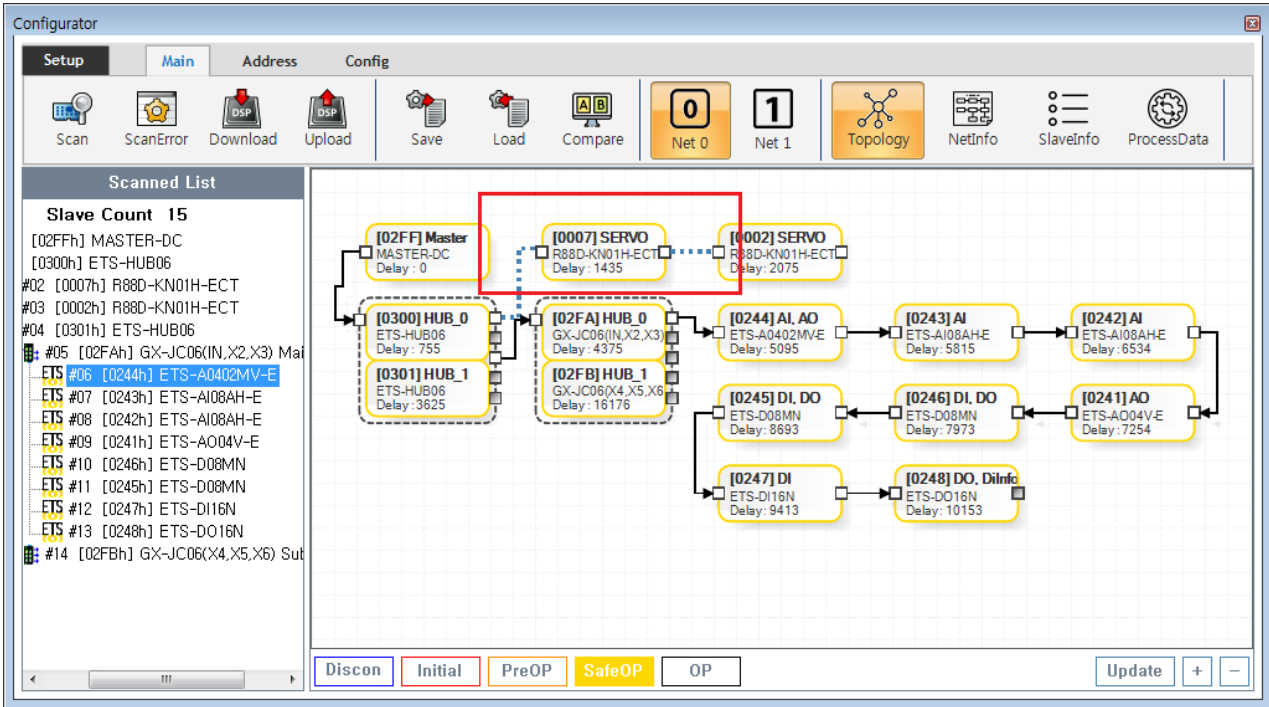 Configurator
Setup Main Address Config
Scan ScanError Download Upload Save Load Compare Net 0 Net 1 Topology NetInfo SlaveInfo ProcessData
DSP DSP A B 0 1
Scanned List
Slave Count 15
[02FFh] MASTER-DC
[0300h] ETS-HUB06
#02 [0007h] R88D-KN01H-ECT
#03 [0002h] R88D-KN01H-ECT
#04 [0301h] ETS-HUB06
#05 [02FAh] GX-JC06(IN,X2,X3) Mai
ETS #06 [0244h] ETS-A0402MV-E
ETS #07 [0243h] ETS-AI08AH-E
ETS #08 [0242h] ETS-AI08AH-E
ETS #09 [0241h] ETS-AO04V-E
ETS #10 [0246h] ETS-D08MN
ETS #11 [0245h] ETS-D08MN
ETS #12 [0247h] ETS-DI16N
ETS #13 [0248h] ETS-DO16N
#14 [02FBh] GX-JC06(X4,X5,X6) Sub
[02FF] Master
MASTER-DC
Delay : 0
[0007] SERVO
R88D-KN01H-ECT
Delay : 1435
[0002] SERVO
R88D-KN01H-ECT
Delay : 2075
[0300] HUB_0
ETS-HUB06
Delay : 755
[0301] HUB_1
ETS-HUB06
Delay : 3625
[02FA] HUB_0
GX-JC06(IN,X2,X3)
Delay : 4375
[02FB] HUB_1
GX-JC06(X4,X5,X6
Delay : 16176
[0244] AI, AO
ETS-A0402MV-E
Delay : 5095
[0243] AI
ETS-AI08AH-E
Delay : 5815
[0242] AI
ETS-AI08AH-E
Delay : 6534
[0245] DI, DO
ETS-D08MN
Delay : 8693
[0246] DI, DO
ETS-D08MN
Delay : 7973
[0241] AO
ETS-AO04V-E
Delay : 7254
[0247] DI
ETS-DI16N
Delay : 9413
[0248] DO, DiInfo
ETS-DO16N
Delay : 10153
Discon Initial PreOP SafeOP OP Update + −